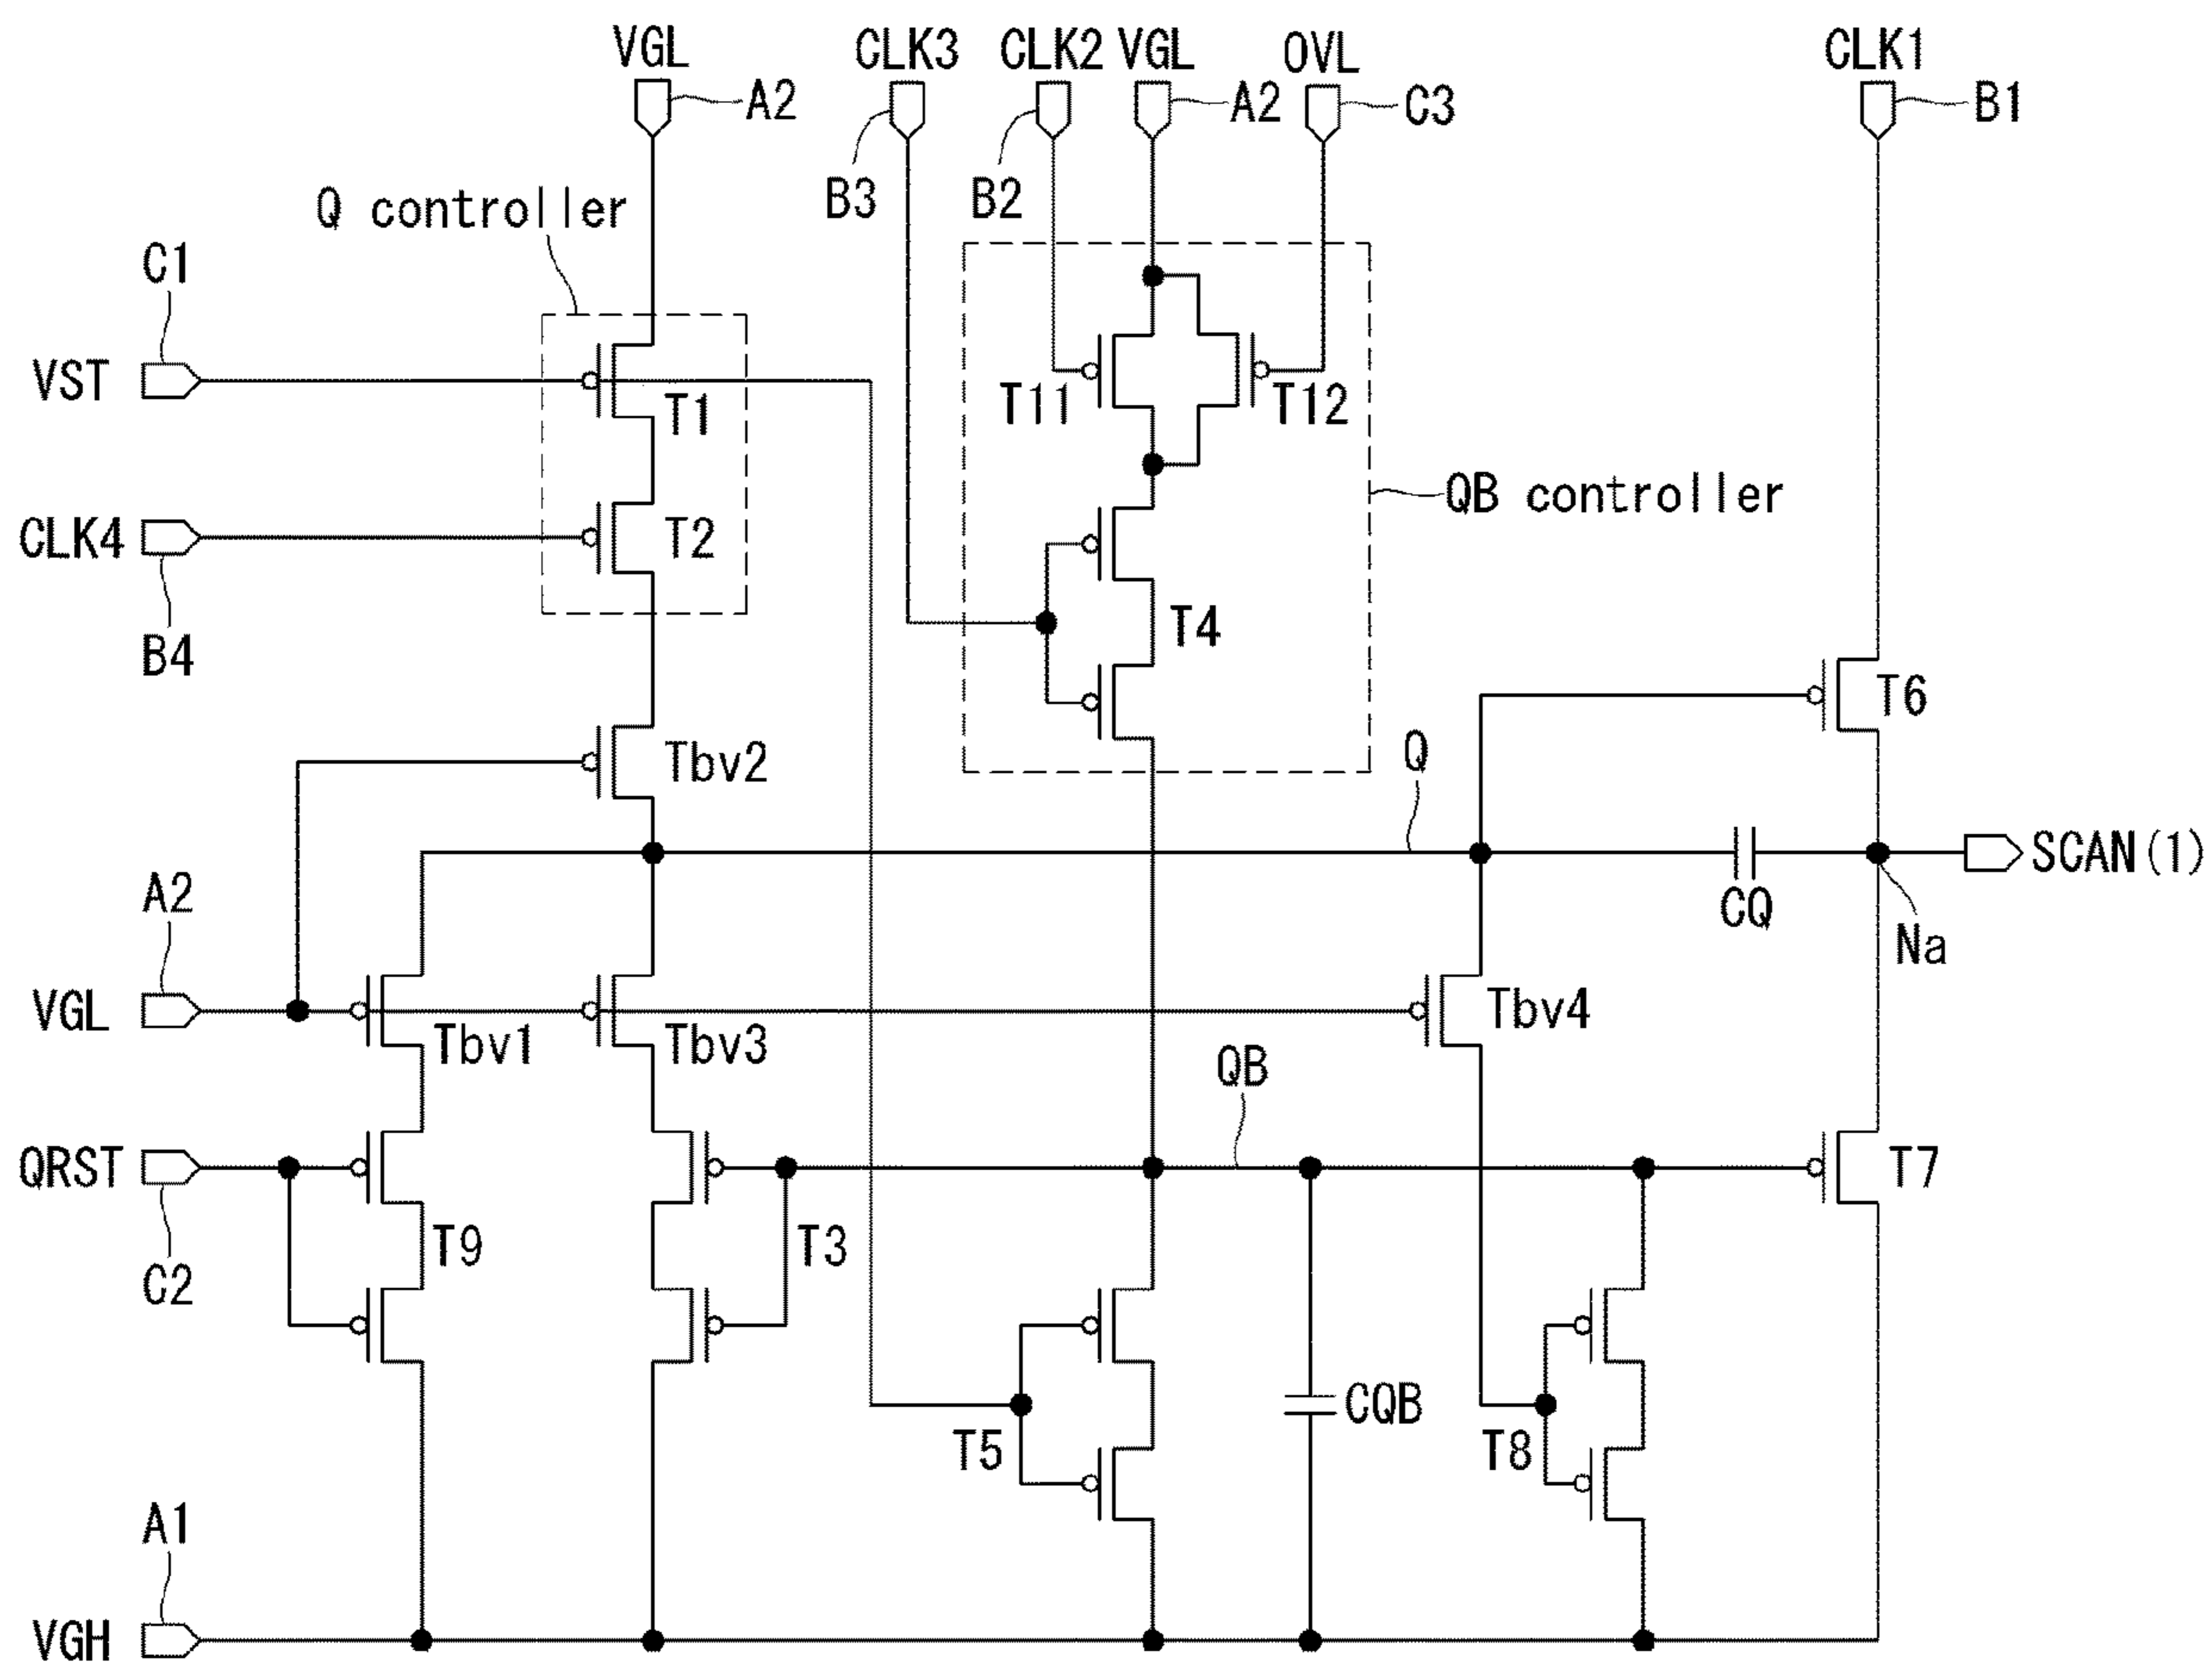 VGL
CLK3
CLK2
VGL
OVL
CLK1
A2
A2
C3
B1
B3
B2
Q controller
C1
VST
T1
T11
T12
QB controller
CLK4
T2
T4
B4
T6
Tbv2
Q
SCAN(1)
A2
CQ
Na
VGL
Tbv1
Tbv3
Tbv4
QB
QRST
T7
T9
T3
C2
CQB
T5
T8
A1
VGH